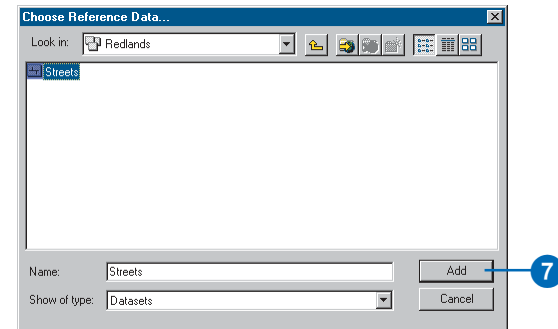 Choose Reference Data...
Look in: Redlands
Streets
Name: Streets Add 7
Show of type: Datasets Cancel